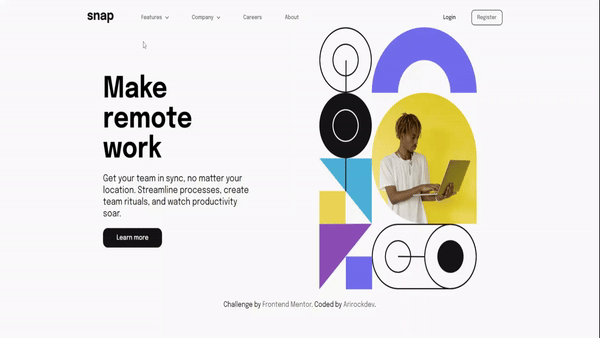 snap
Features
Company
Careers
About
Login
Register
Make
remote
work
Get your team in sync, no matter your
location. Streamline processes, create
team rituals, and watch productivity
soar.
Learn more
Challenge by Frontend Mentor. Coded by Arirockdev.